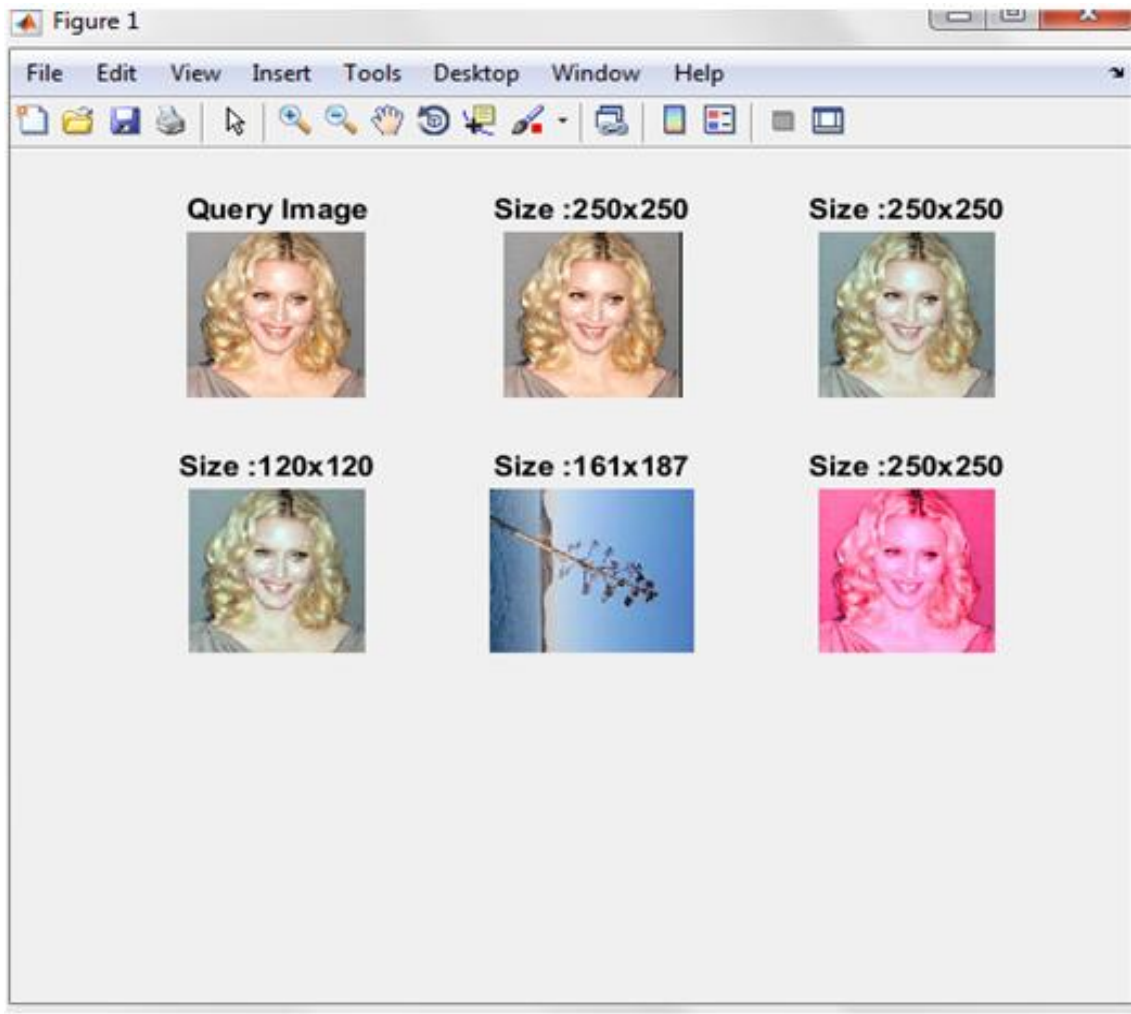 Figure 1
File Edit View Insert Tools Desktop Window Help
Query Image Size :250x250 Size :250x250
Size :120x120 Size :161x187 Size :250x250